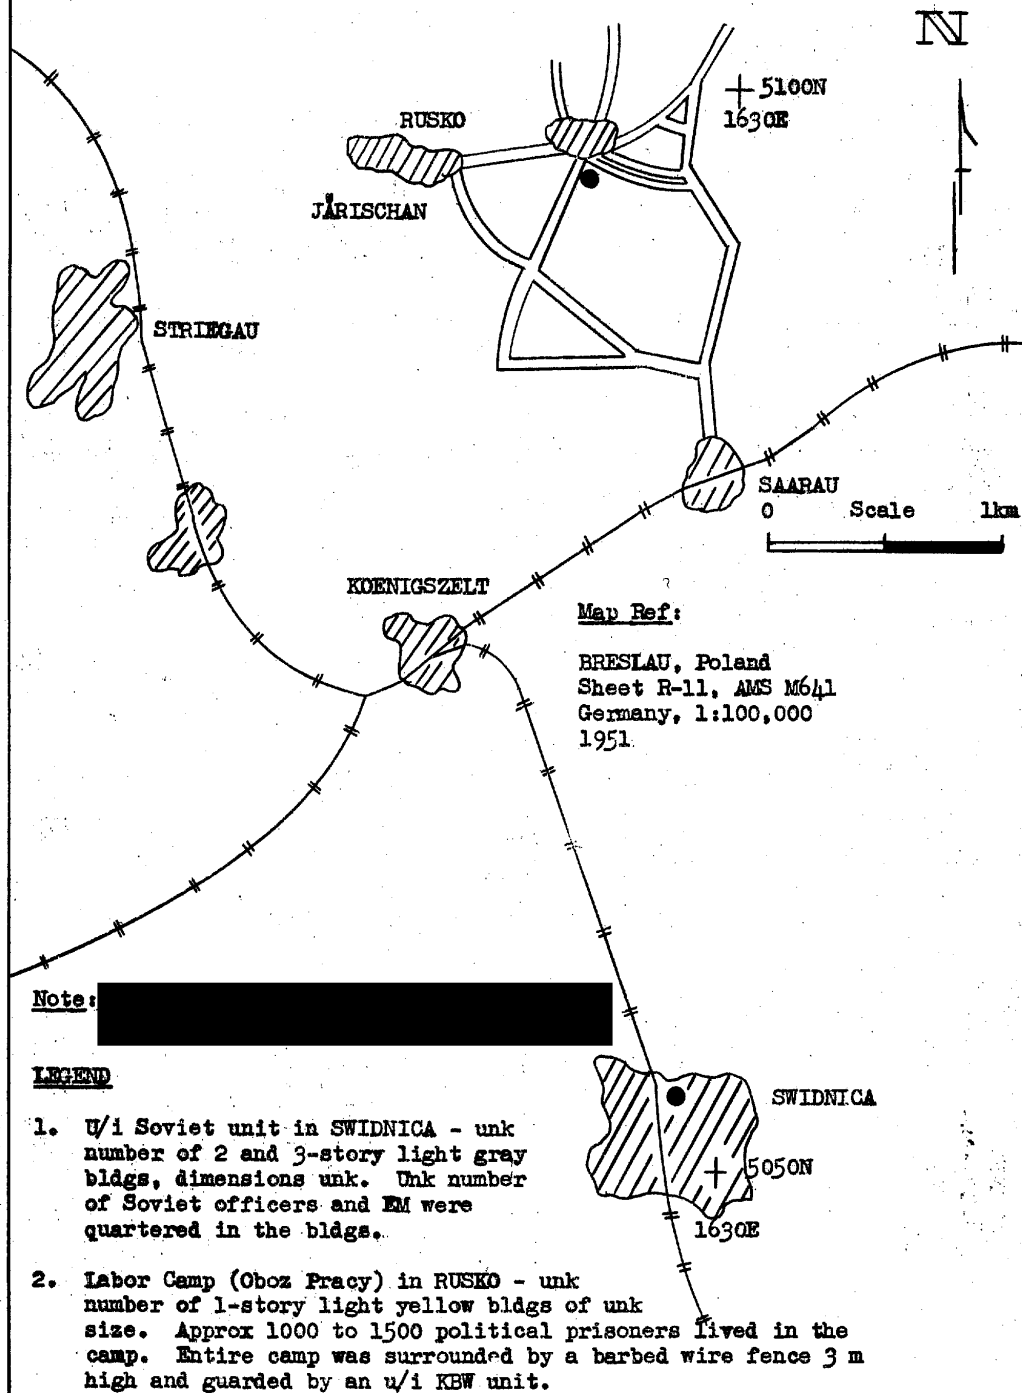 N
5100N
1630E
RUSKO
JÄRISCHAN
STRIEGAU
SAARAU
0 Scale 1km
KOENIGSZELT
Map Ref:
BRESLAU, Poland
Sheet R-11, AMS M641
Germany, 1:100,000
1951
Note:
LEGEND
SWIDNICA
5050N
1630E
1. U/i Soviet unit in SWIDNICA - unk
number of 2 and 3-story light gray
bldgs, dimensions unk. Unk number
of Soviet officers and EM were
quartered in the bldgs.
2. Labor Camp (Oboz Pracy) in RUSKO - unk
number of 1-story light yellow bldgs of unk
size. Approx 1000 to 1500 political prisoners lived in the
camp. Entire camp was surrounded by a barbed wire fence 3 m
high and guarded by an u/i KBW unit.